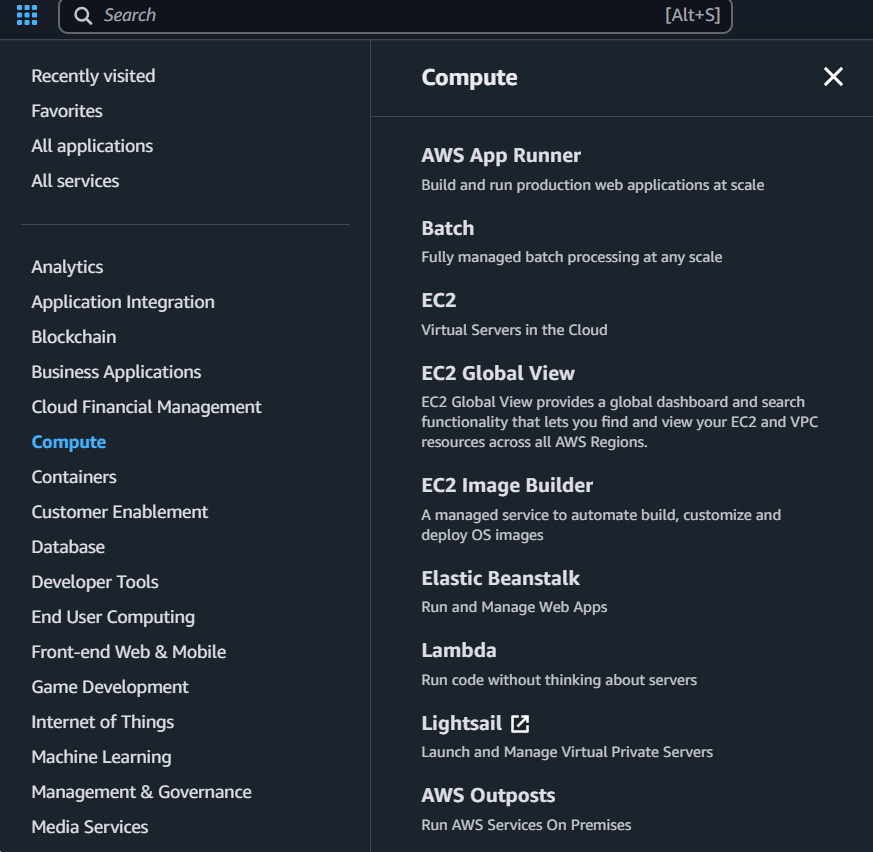 Search [Alt+S]
Recently visited
Favorites
All applications
All services
Analytics
Application Integration
Blockchain
Business Applications
Cloud Financial Management
Compute
Containers
Customer Enablement
Database
Developer Tools
End User Computing
Front-end Web & Mobile
Game Development
Internet of Things
Machine Learning
Management & Governance
Media Services
Compute
AWS App Runner
Build and run production web applications at scale
Batch
Fully managed batch processing at any scale
EC2
Virtual Servers in the Cloud
EC2 Global View
EC2 Global View provides a global dashboard and search
functionality that lets you find and view your EC2 and VPC
resources across all AWS Regions.
EC2 Image Builder
A managed service to automate build, customize and
deploy OS images
Elastic Beanstalk
Run and Manage Web Apps
Lambda
Run code without thinking about servers
Lightsail
Launch and Manage Virtual Private Servers
AWS Outposts
Run AWS Services On Premises